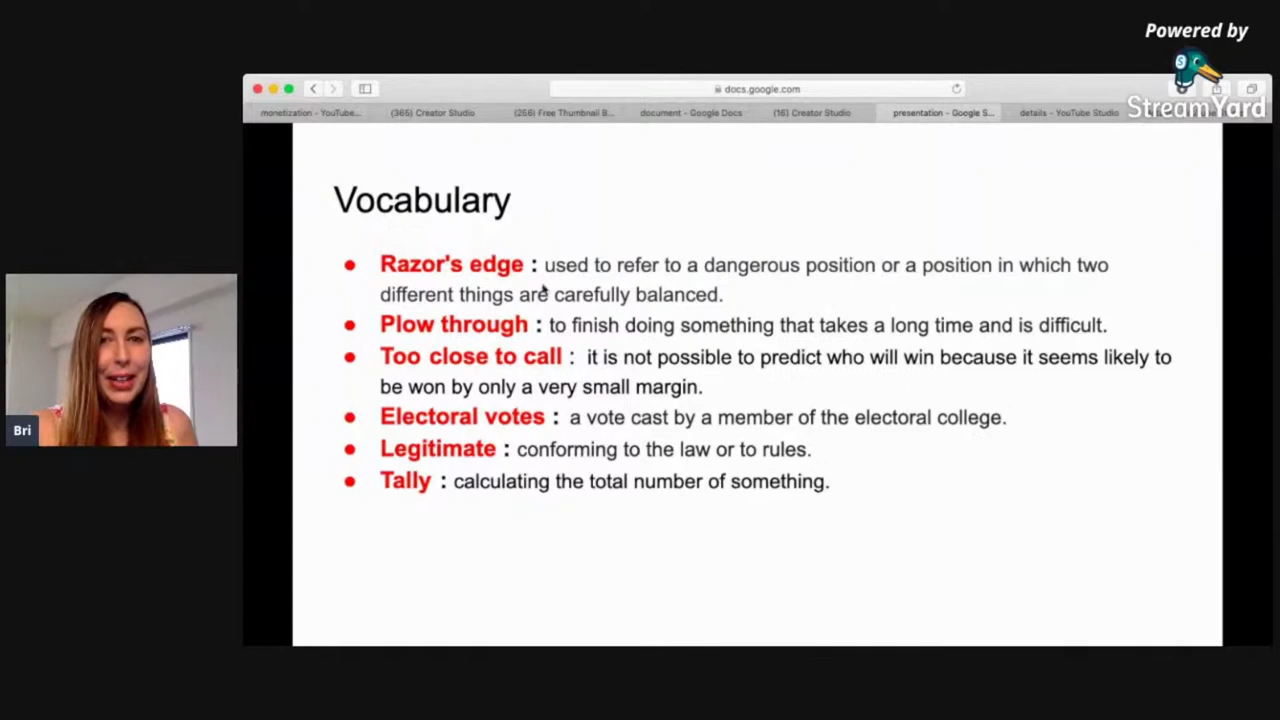 Powered by
StreamYard
docs.google.com
monetization - YouTube...
(365) Creator Studio
(256) Free Thumbnail B...
document - Google Docs
(16) Creator Studio
presentation - Google S...
details - YouTube Studio
Vocabulary
● Razor's edge : used to refer to a dangerous position or a position in which two
different things are carefully balanced.
● Plow through : to finish doing something that takes a long time and is difficult.
● Too close to call : it is not possible to predict who will win because it seems likely to
be won by only a very small margin.
● Electoral votes : a vote cast by a member of the electoral college.
● Legitimate : conforming to the law or to rules.
● Tally : calculating the total number of something.
Bri